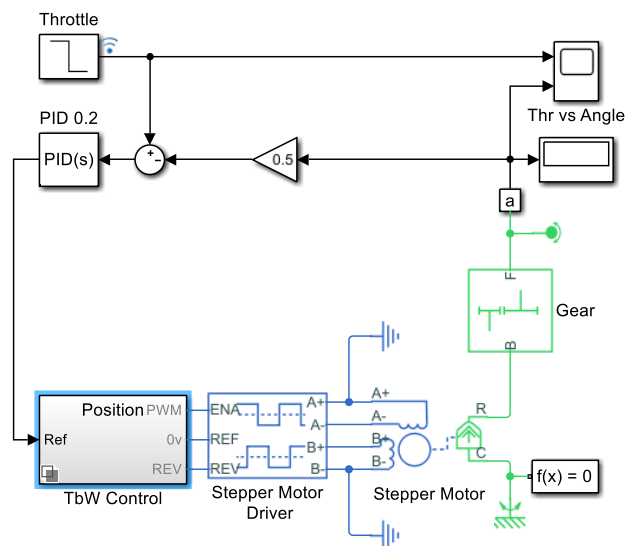 Throttle
Thr vs Angle
PID 0.2
PID(s)
+
-
0.5
a
F
Gear
B
A+
A+
A-
A-
B+
B+
B-
B-
R
C
Position PWM
ENA
Ref
0v
REF
REV
REV
f(x) = 0
TbW Control
Stepper Motor
Driver
Stepper Motor